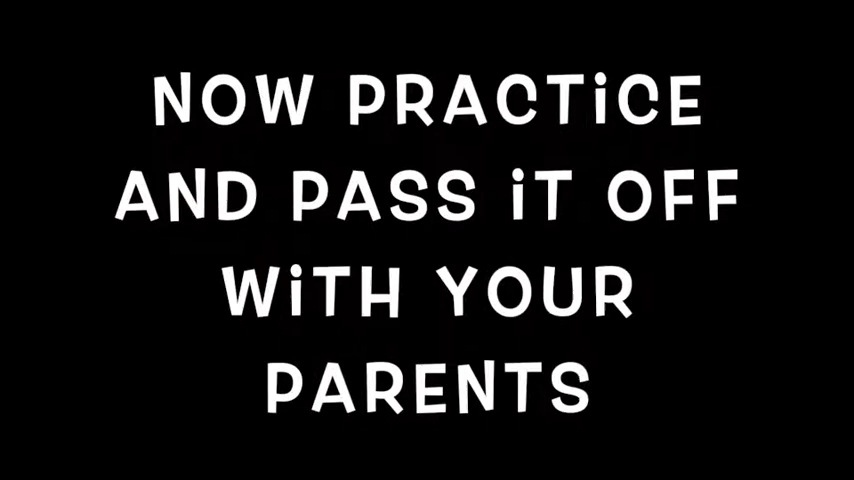 NOW PRACTiCE
AND PASS iT OFF
WiTH YOUR
PARENTS